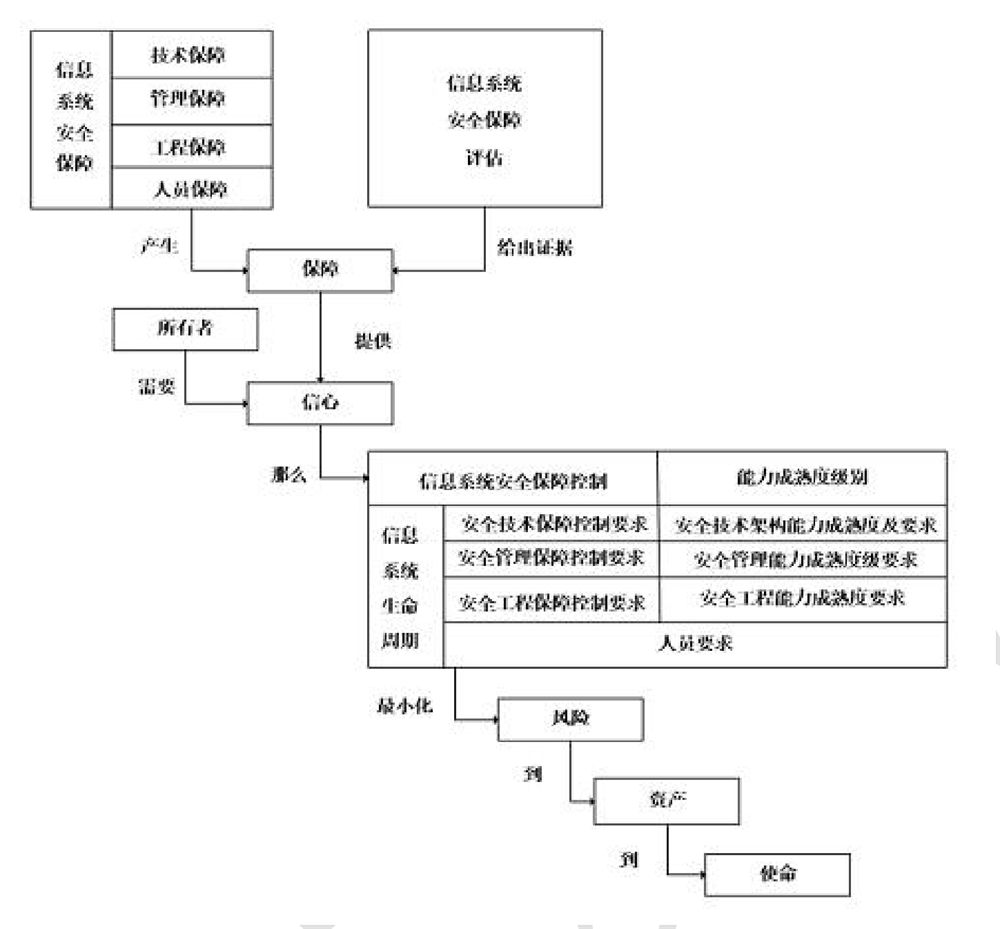 信息
系统
安全
保障
技术保障
管理保障
工程保障
人员保障
信息系统
安全保障
评估
产生
给出证据
保障
所有者
提供
需要
信心
那么
信息系统安全保障控制
能力成熟度级别
信息
系统
生命
周期
安全技术保障控制要求
安全技术架构能力成熟度及要求
安全管理保障控制要求
安全管理能力成熟度级要求
安全工程保障控制要求
安全工程能力成熟度要求
人员要求
最小化
风险
到
资产
到
使命